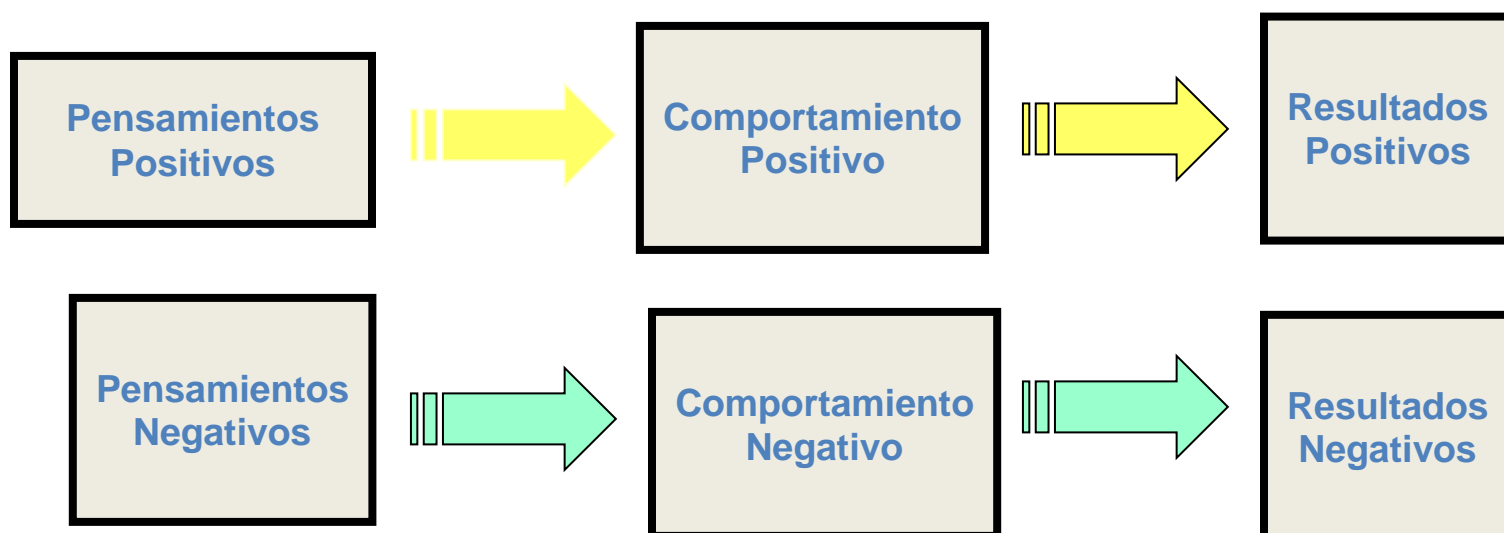 Pensamientos
Positivos
Comportamiento
Positivo
Resultados
Positivos
Pensamientos
Negativos
Comportamiento
Negativo
Resultados
Negativos